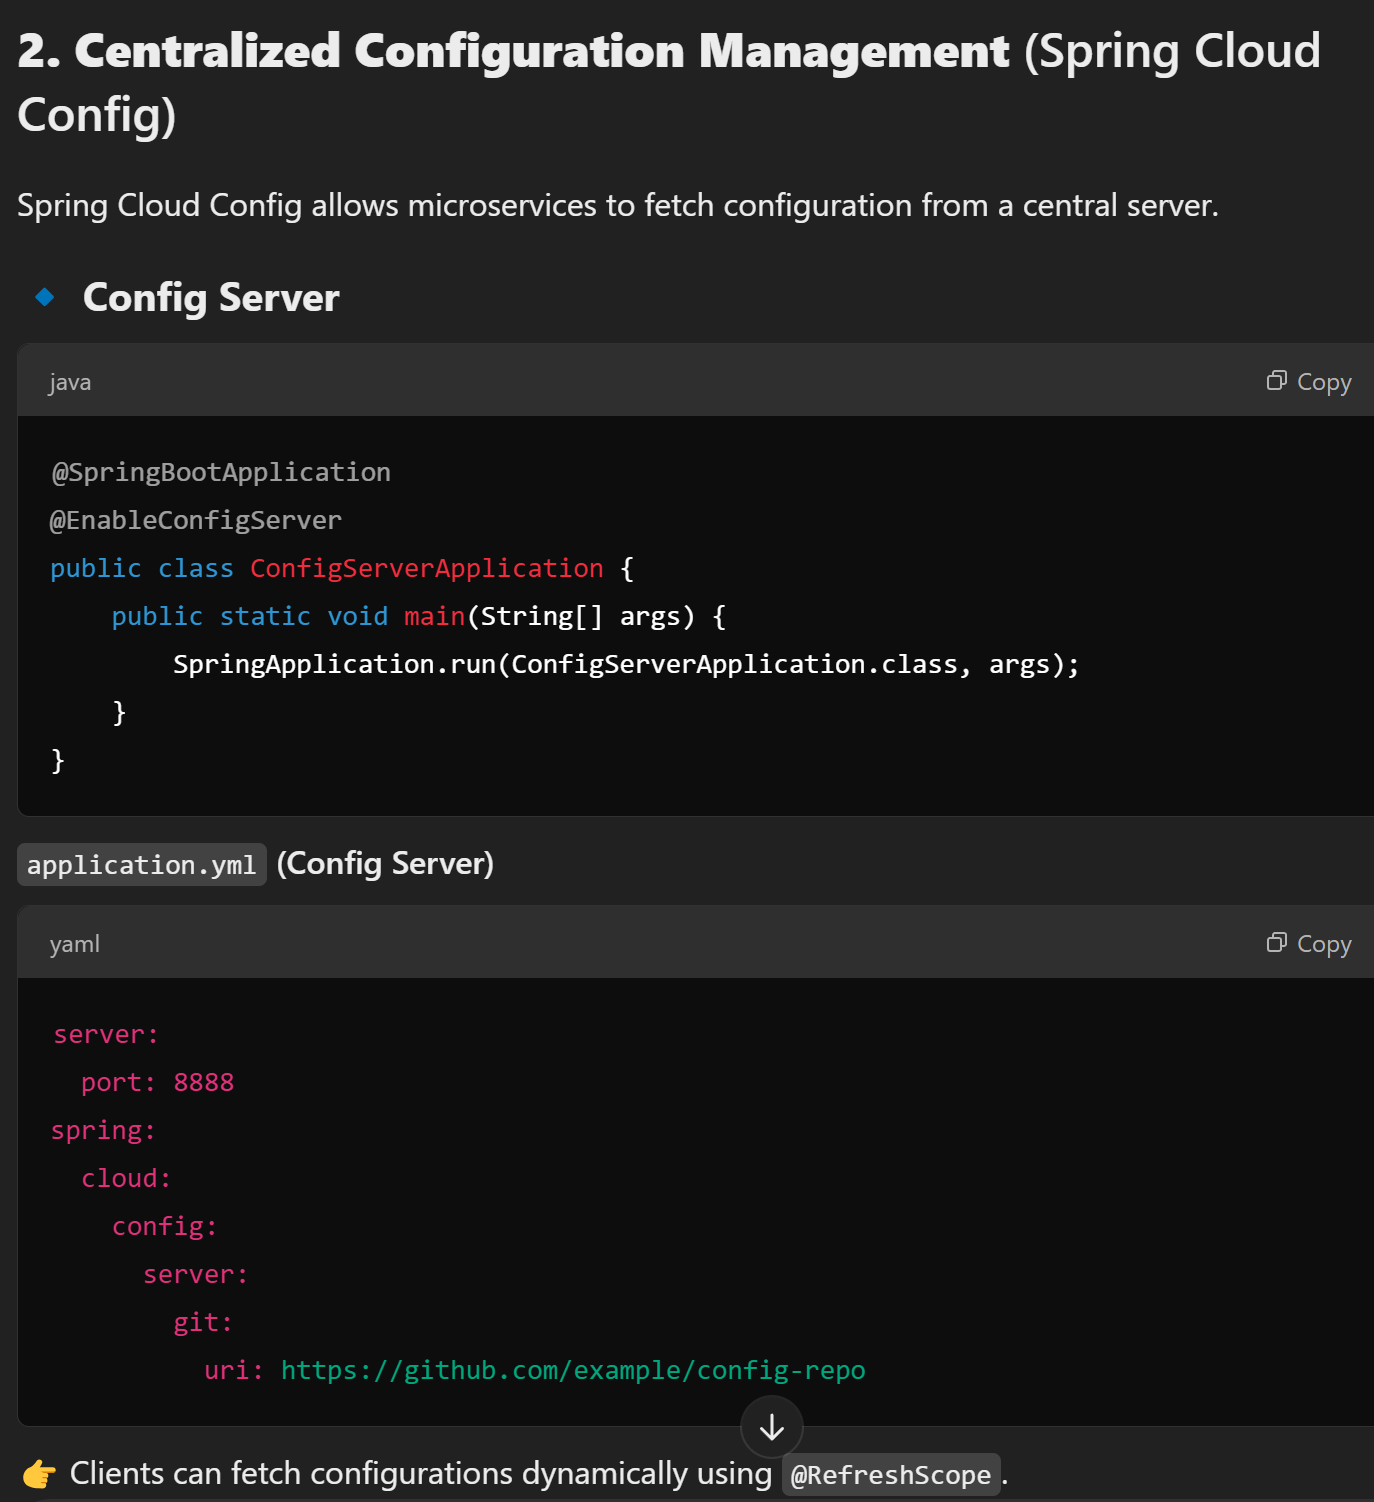 2. Centralized Configuration Management (Spring Cloud
Config)
Spring Cloud Config allows microservices to fetch configuration from a central server.
Config Server
java
Copy
@SpringBootApplication
@EnableConfigServer
public class ConfigServerApplication {
    public static void main(String[] args) {
        SpringApplication.run(ConfigServerApplication.class, args);
    }
}
application.yml (Config Server)
yaml
Copy
server:
  port: 8888
spring:
  cloud:
    config:
      server:
        git:
          uri: https://github.com/example/config-repo
👉 Clients can fetch configurations dynamically using @RefreshScope.